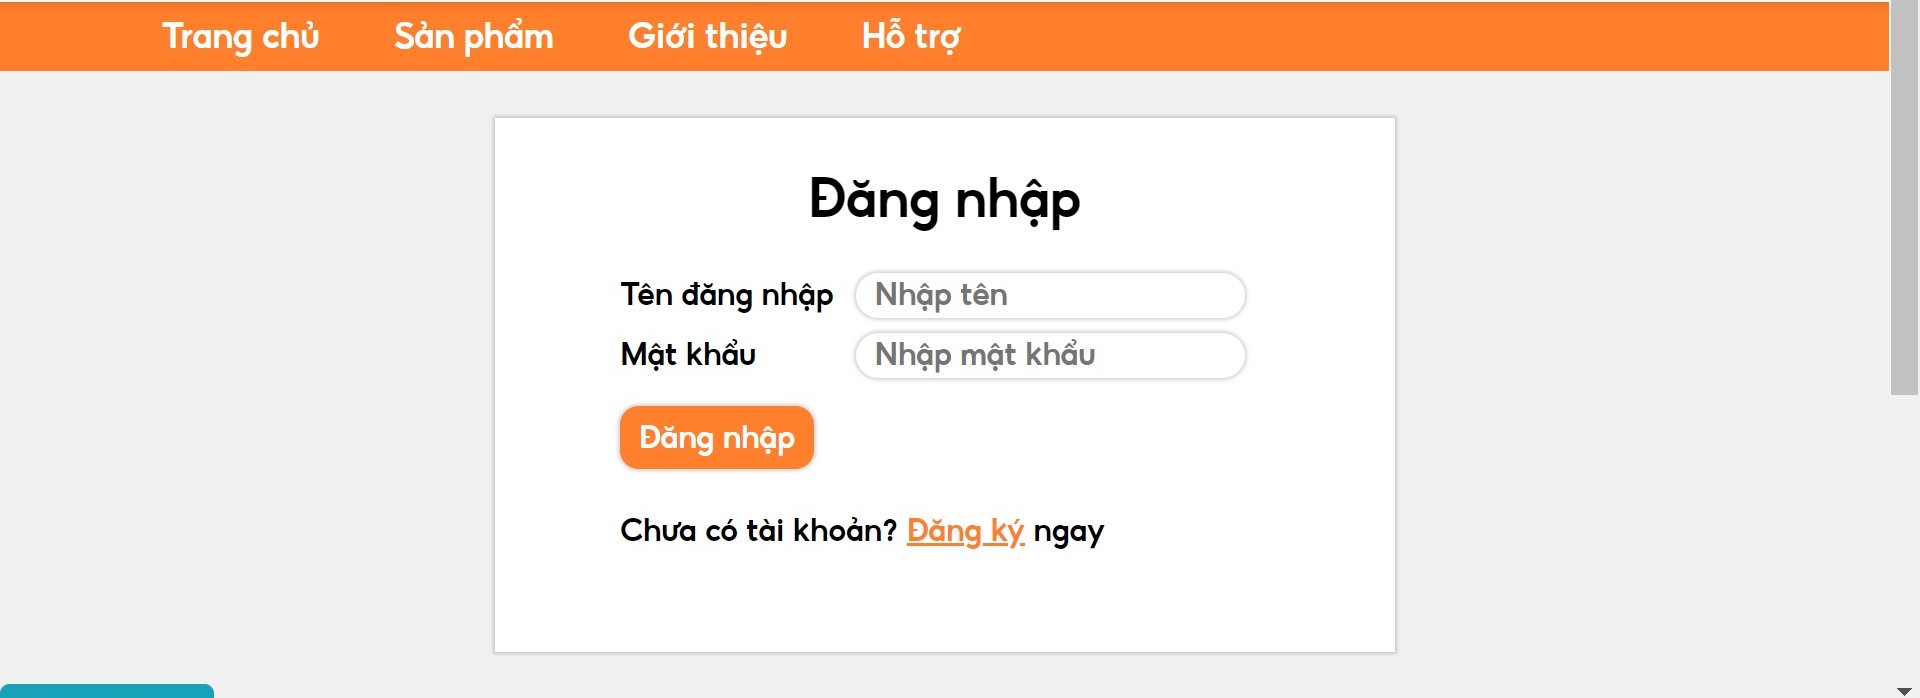 Trang chủ Sản phẩm Giới thiệu Hỗ trợ
Đăng nhập
Tên đăng nhập Nhập tên
Mật khẩu Nhập mật khẩu
Đăng nhập
Chưa có tài khoản? Đăng ký ngay